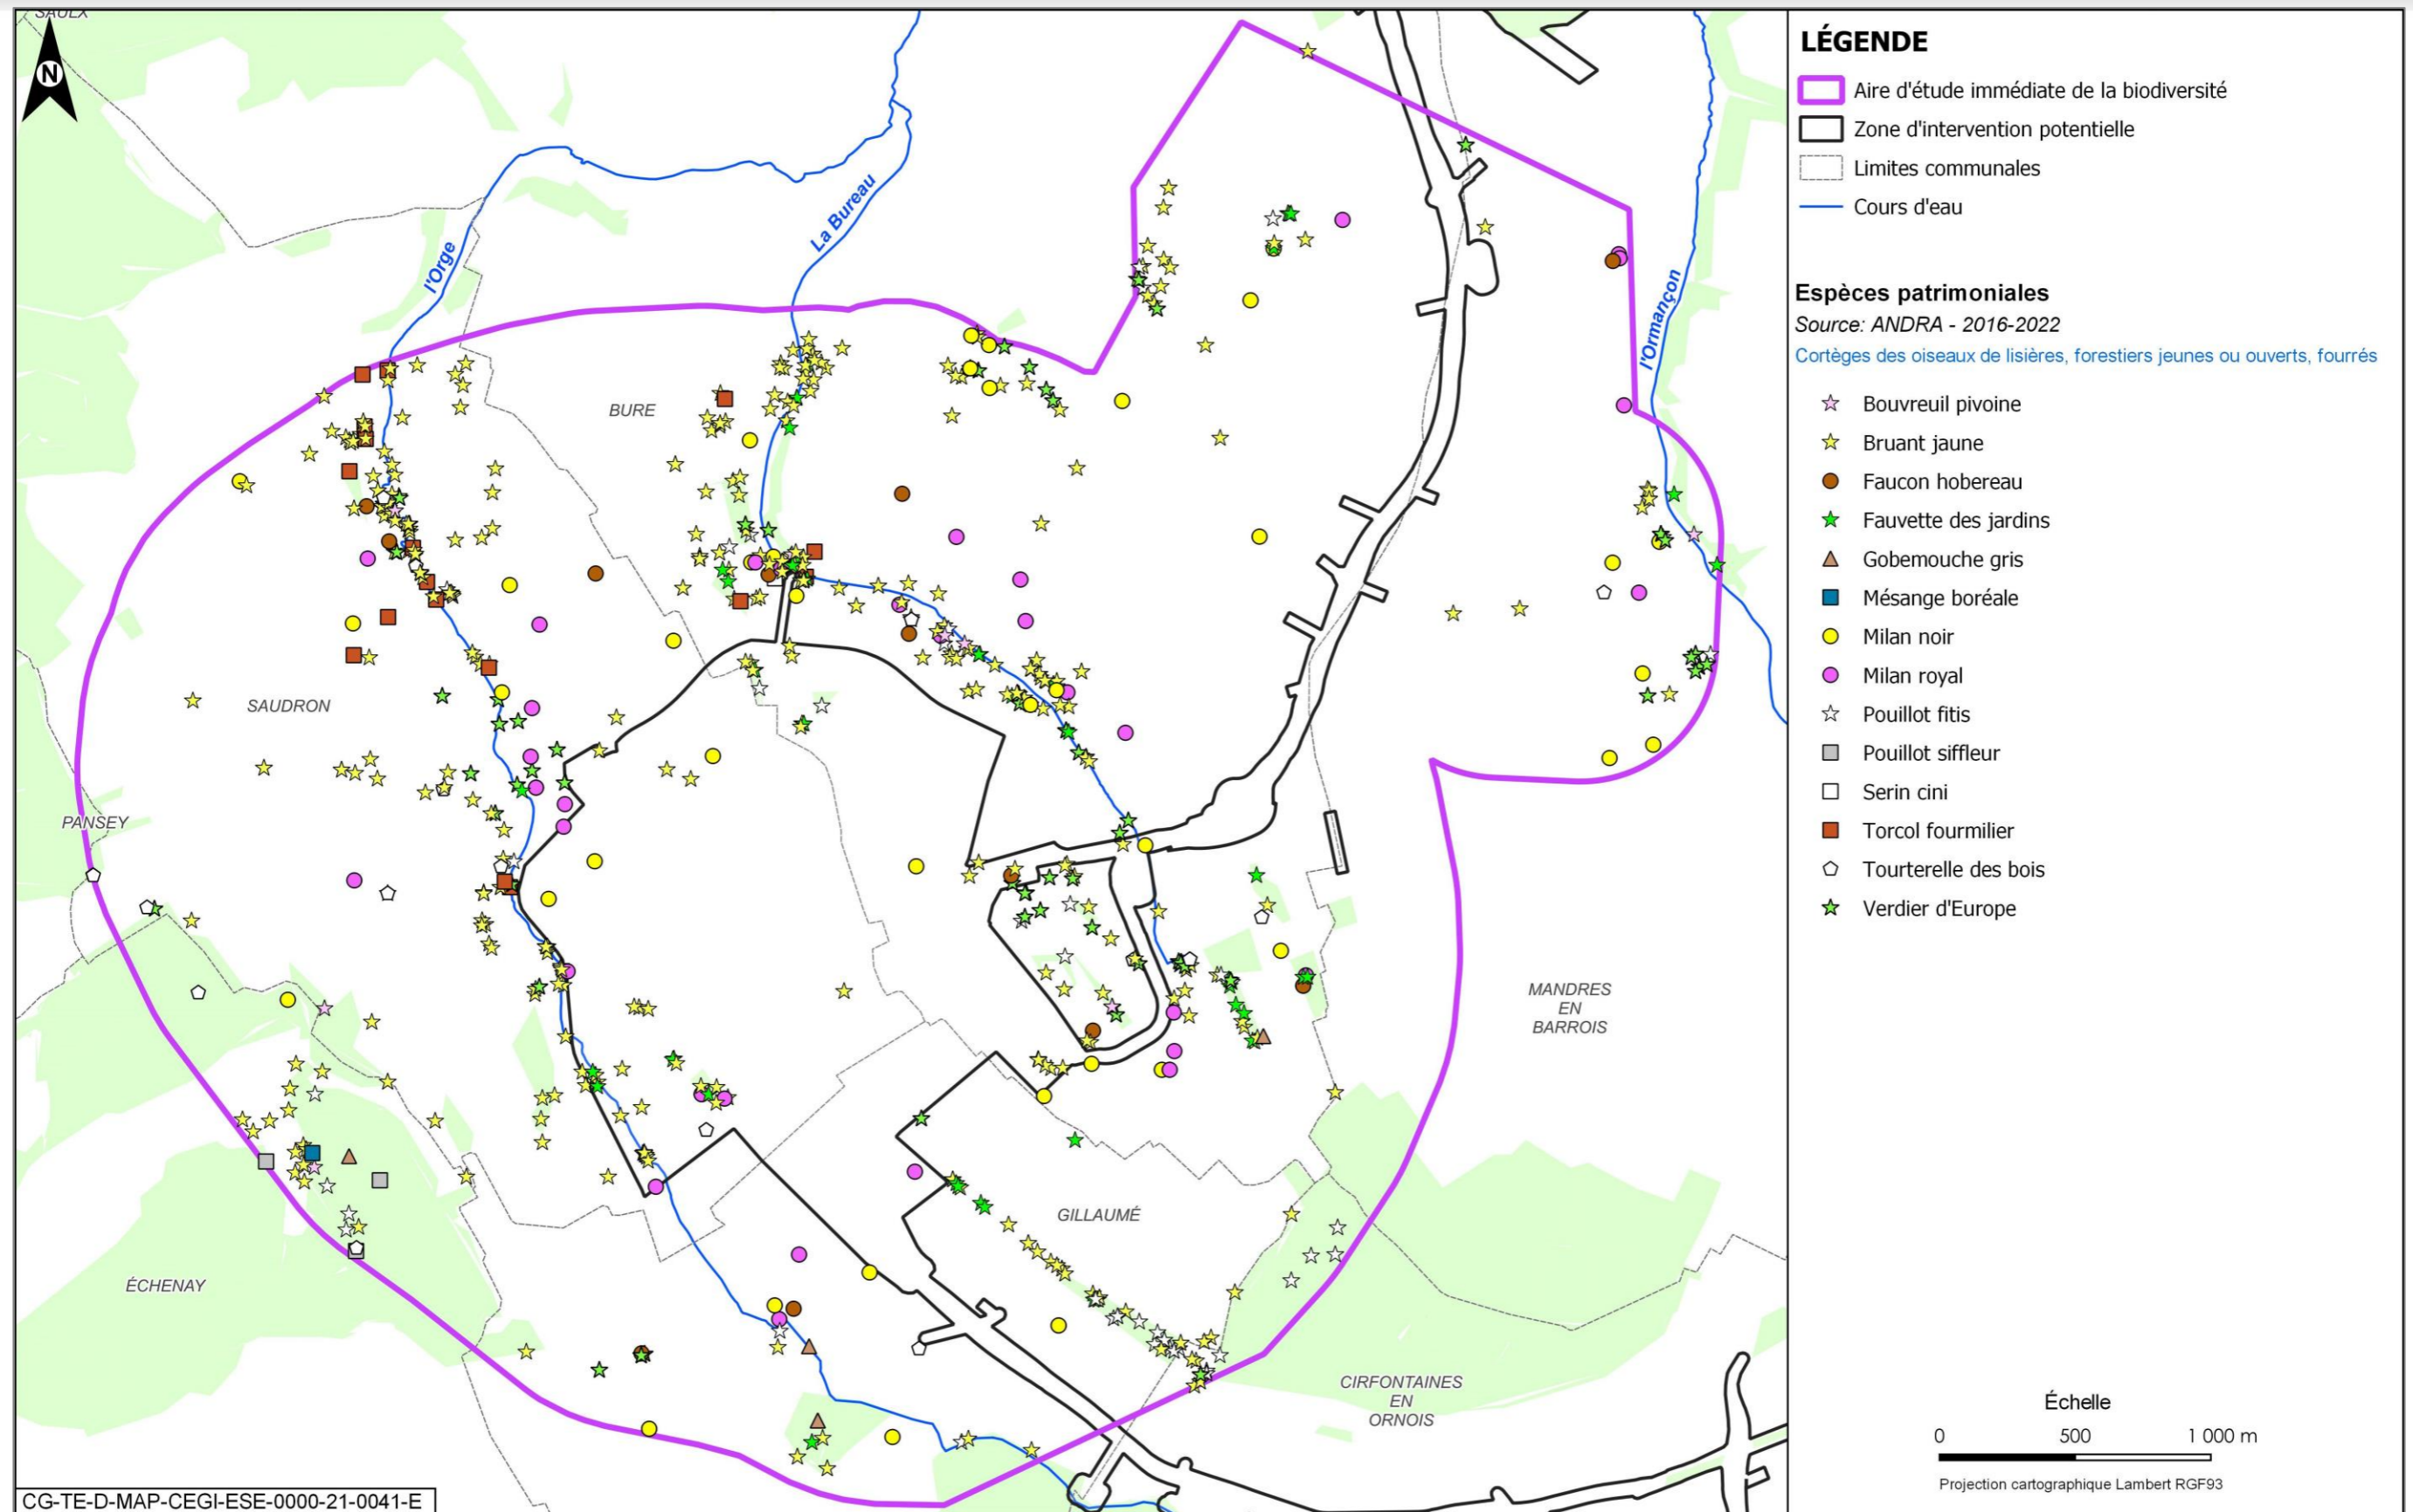 SAULX
N
l'Orge
La Bureau
l'Ormançon
BURE
SAUDRON
PANSEY
MANDRES
EN
BARROIS
GILLAUMÉ
ÉCHENAY
CIRFONTAINES
EN
ORNOIS
CG-TE-D-MAP-CEGI-ESE-0000-21-0041-E
LÉGENDE
Aire d'étude immédiate de la biodiversité
Zone d'intervention potentielle
Limites communales
Cours d'eau
Espèces patrimoniales
Source: ANDRA - 2016-2022
Cortèges des oiseaux de lisières, forestiers jeunes ou ouverts, fourrés
Bouvreuil pivoine
Bruant jaune
Faucon hobereau
Fauvette des jardins
Gobemouche gris
Mésange boréale
Milan noir
Milan royal
Pouillot fitis
Pouillot siffleur
Serin cini
Torcol fourmilier
Tourterelle des bois
Verdier d'Europe
Échelle
0 500 1 000 m
Projection cartographique Lambert RGF93